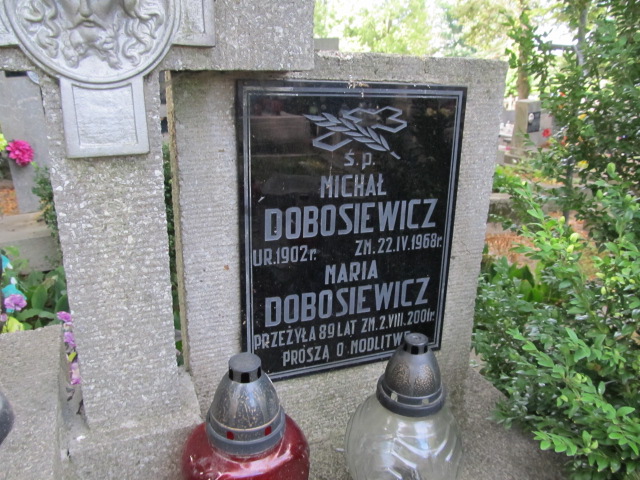 ś.p.
MICHAŁ
DOBOSIEWICZ
UR.1902r. ZM.22.IV.1968r.
MARIA
DOBOSIEWICZ
PRZEŻYŁA 89 LAT ZM.2.VIII.2001r.
PROSZĄ O MODLITWĘ